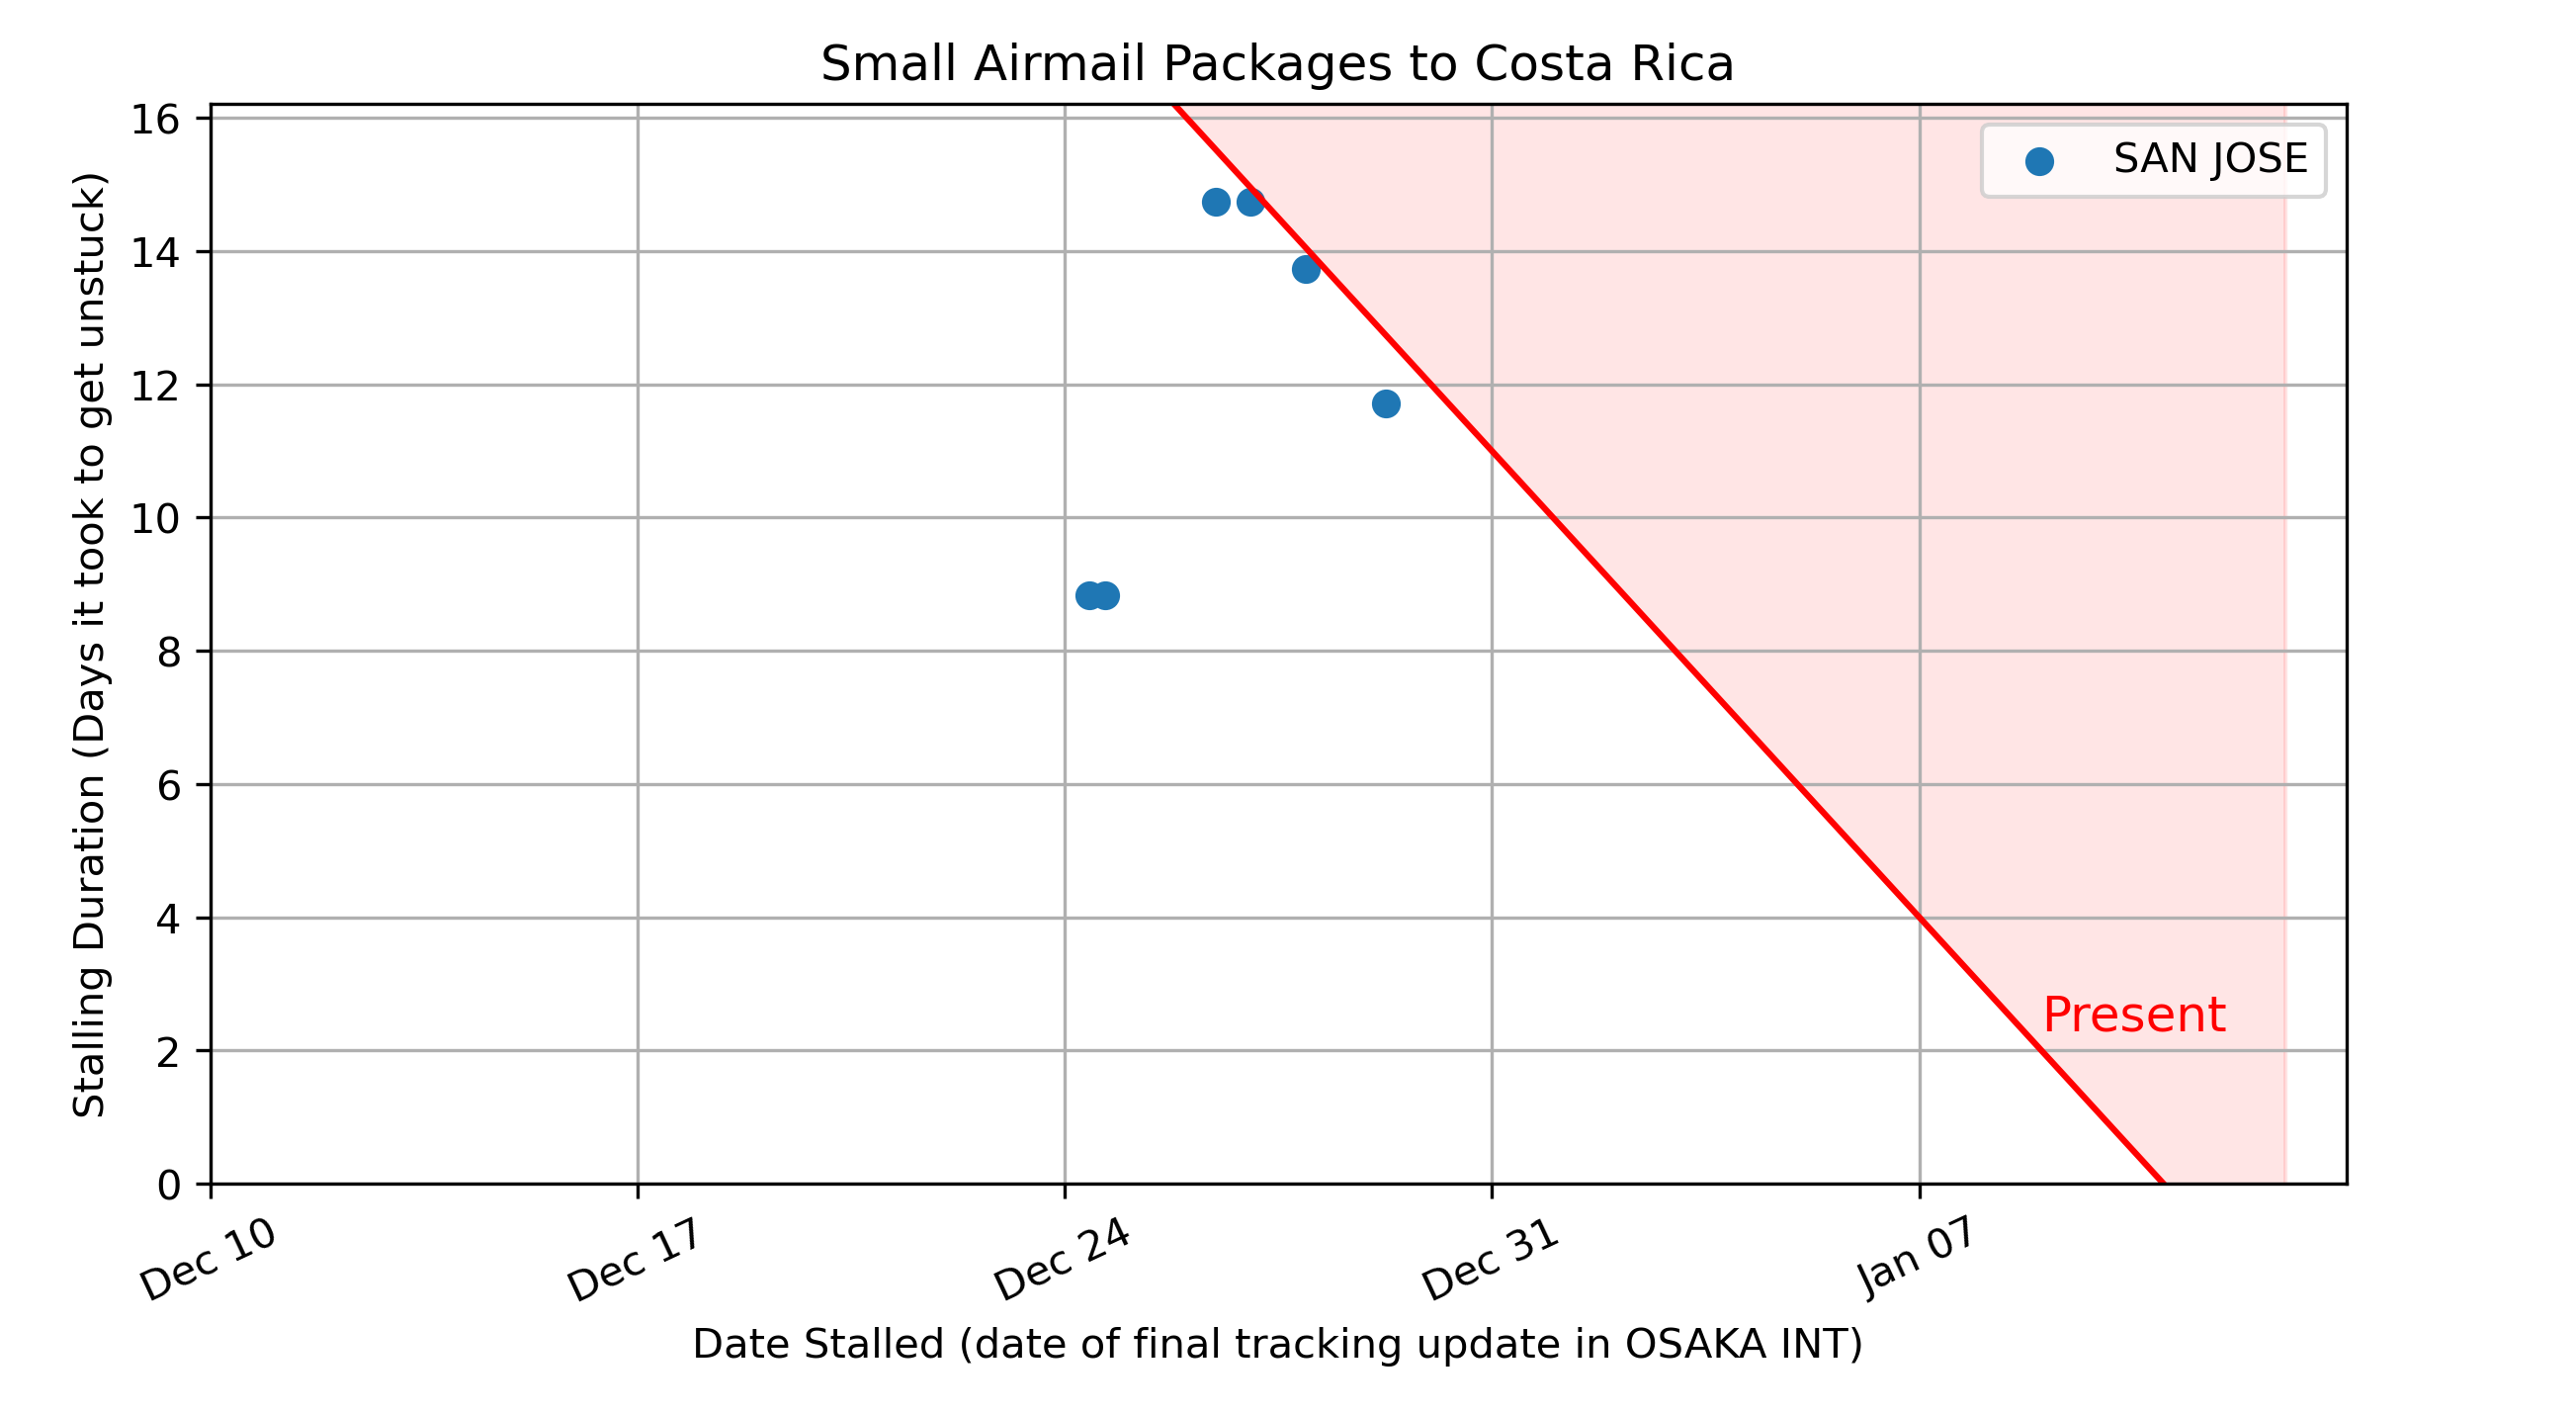 Small Airmail Packages to Costa Rica
SAN JOSE
Stalling Duration (Days it took to get unstuck)
16
14
12
10
8
6
4
2
0
Present
Dec 10
Dec 17
Dec 24
Dec 31
Jan 07
Date Stalled (date of final tracking update in OSAKA INT)